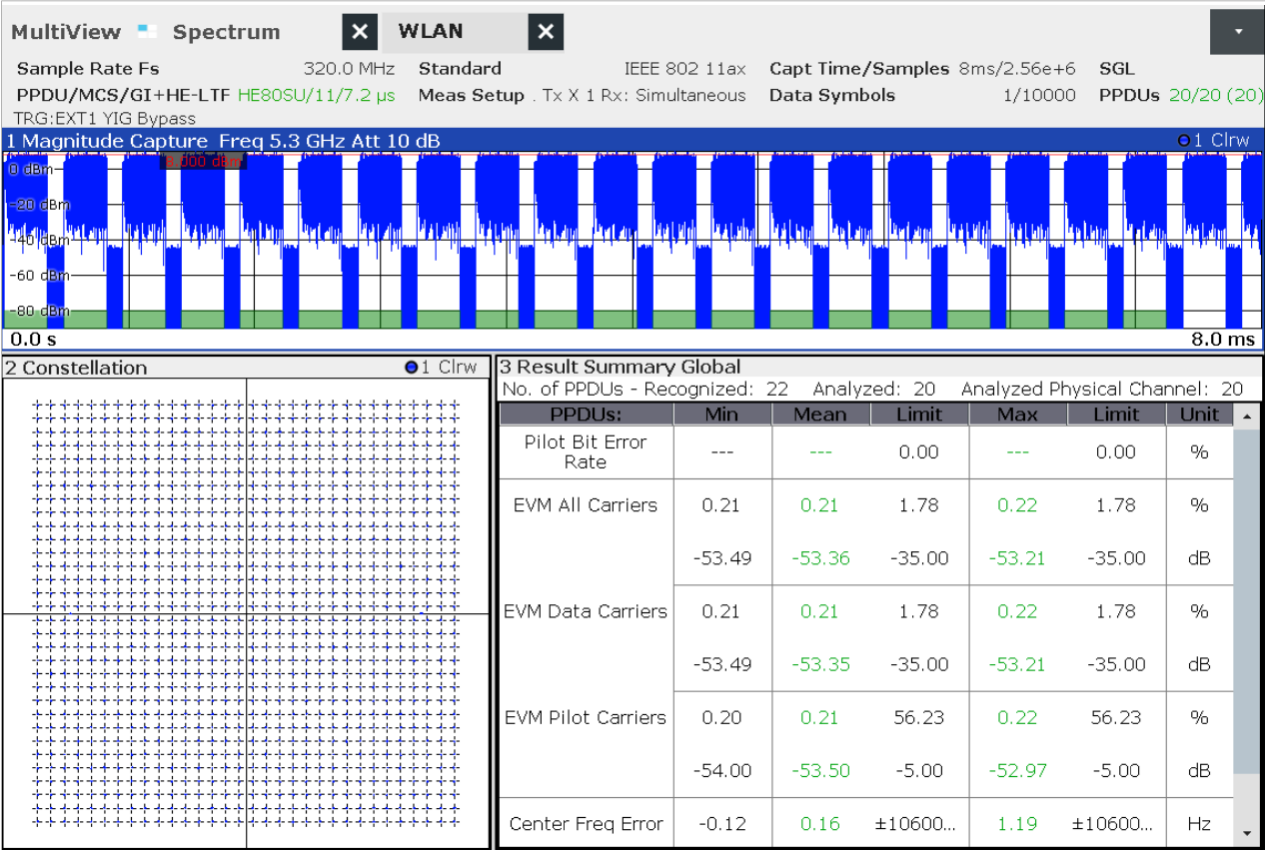 MultiView Spectrum X WLAN X
Sample Rate Fs 320.0 MHz Standard IEEE 802 11ax Capt Time/Samples 8ms/2.56e+6 SGL
PPDU/MCS/GI+HE-LTF HE80SU/11/7.2 µs Meas Setup . Tx X 1 Rx: Simultaneous Data Symbols 1/10000 PPDUs 20/20 (20)
TRG:EXT1 YIG Bypass
1 Magnitude Capture Freq 5.3 GHz Att 10 dB 1 Clrw
8.000 dBm
0 dBm
-20 dBm
-40 dBm
-60 dBm
-80 dBm
0.0 s 8.0 ms
2 Constellation 1 Clrw
3 Result Summary Global
No. of PPDUs - Recognized: 22 Analyzed: 20 Analyzed Physical Channel: 20
PPDUs: Min Mean Limit Max Limit Unit
Pilot Bit Error Rate --- --- 0.00 --- 0.00 %
EVM All Carriers 0.21 0.21 1.78 0.22 1.78 %
-53.49 -53.36 -35.00 -53.21 -35.00 dB
EVM Data Carriers 0.21 0.21 1.78 0.22 1.78 %
-53.49 -53.35 -35.00 -53.21 -35.00 dB
EVM Pilot Carriers 0.20 0.21 56.23 0.22 56.23 %
-54.00 -53.50 -5.00 -52.97 -5.00 dB
Center Freq Error -0.12 0.16 ±10600... 1.19 ±10600... Hz